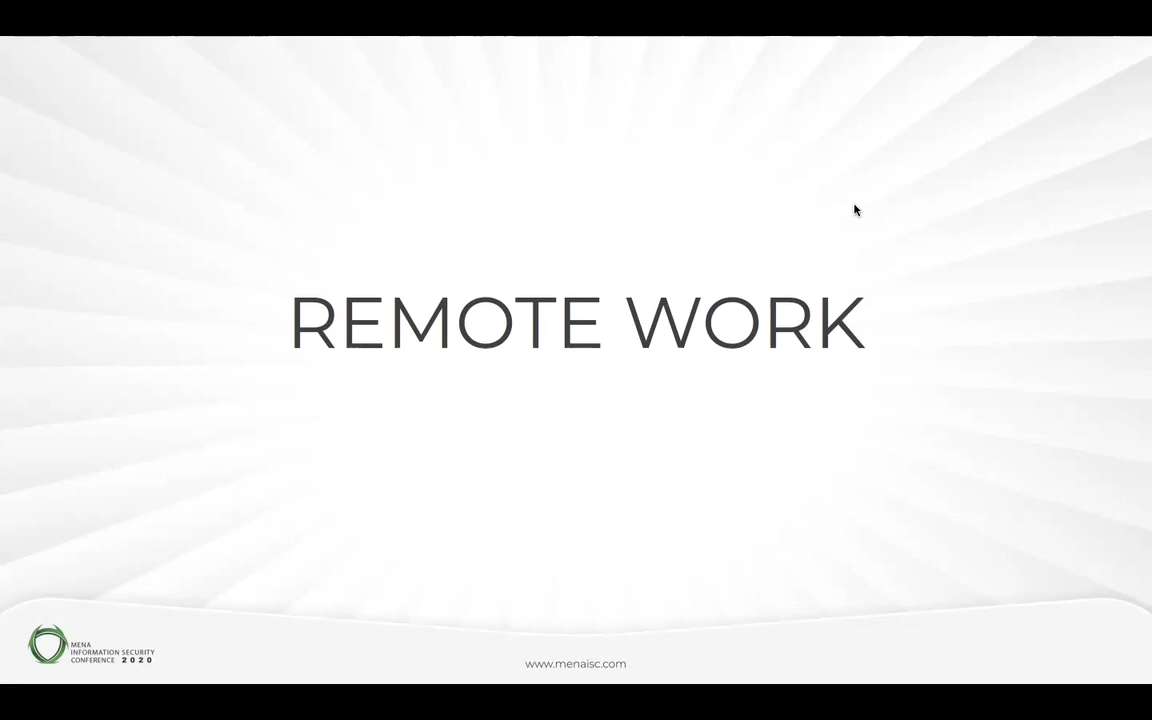 REMOTE WORK
MENA
INFORMATION SECURITY
CONFERENCE 2020
www.menaisc.com